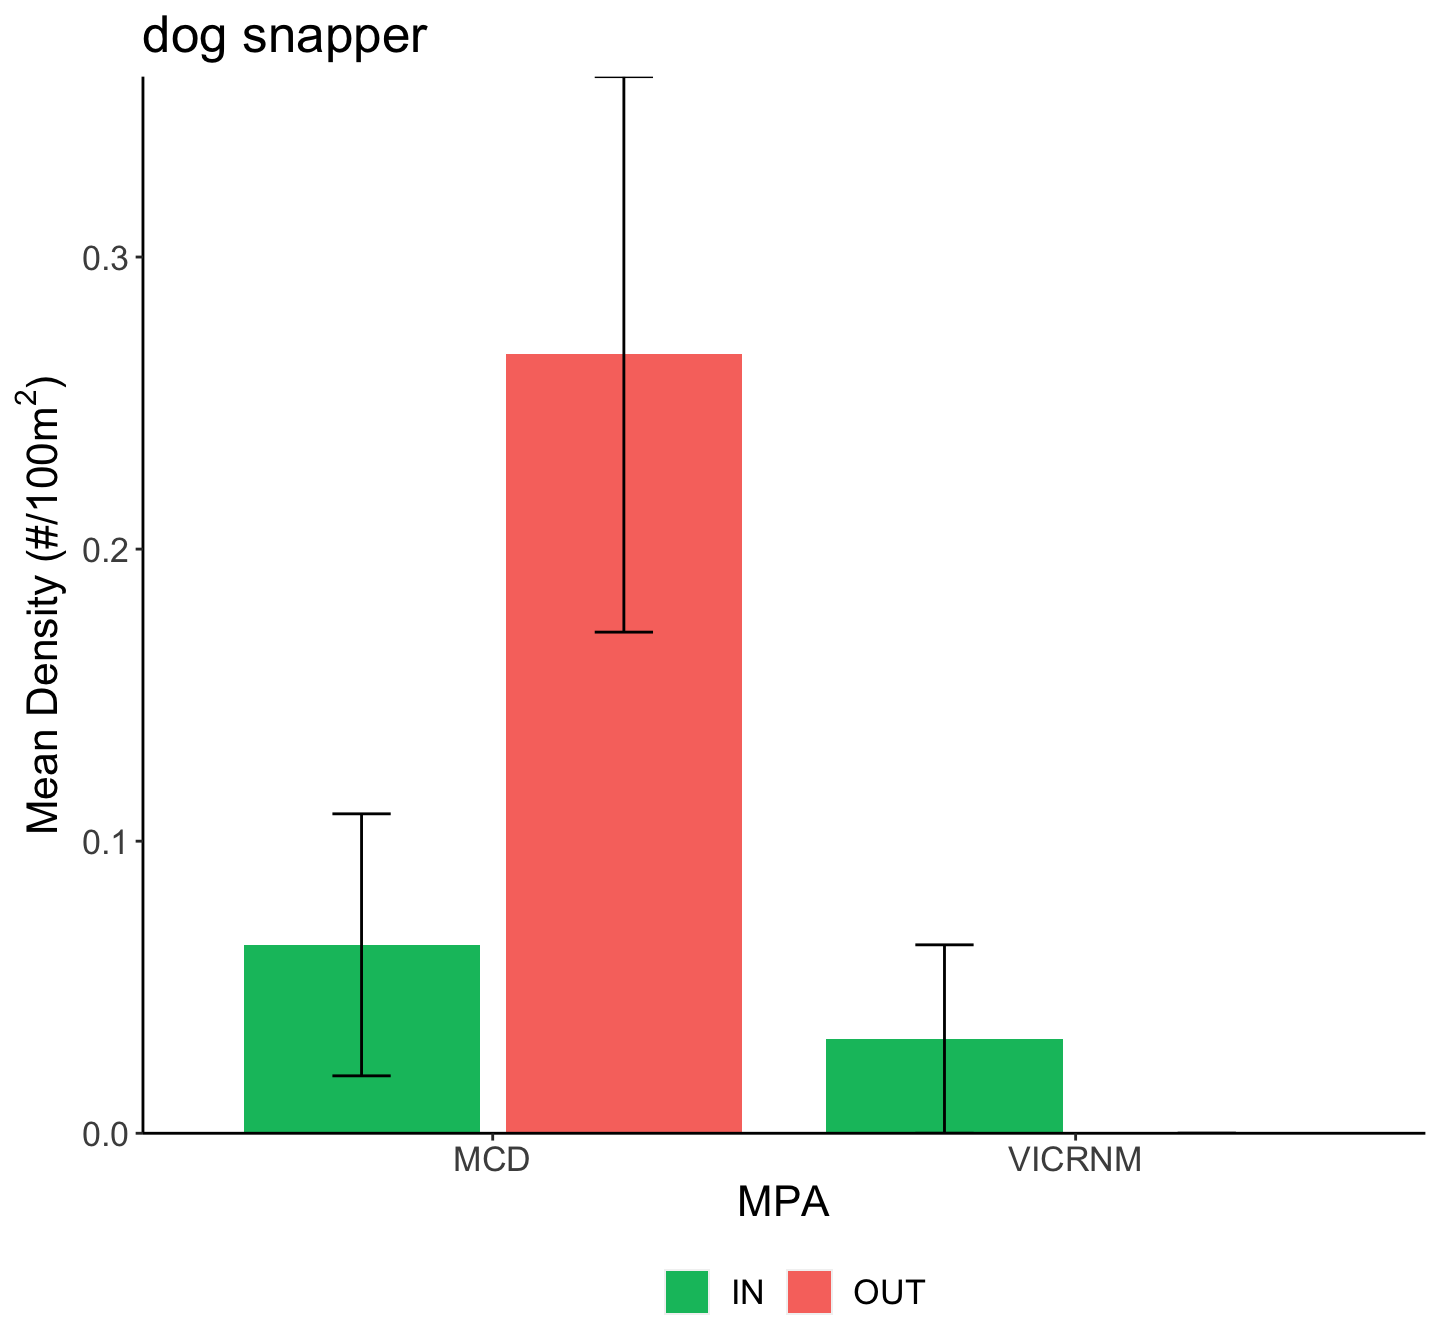 dog snapper
Mean Density (#/100m²)
0.3
0.2
0.1
0.0
MCD VICRNM
MPA
IN OUT